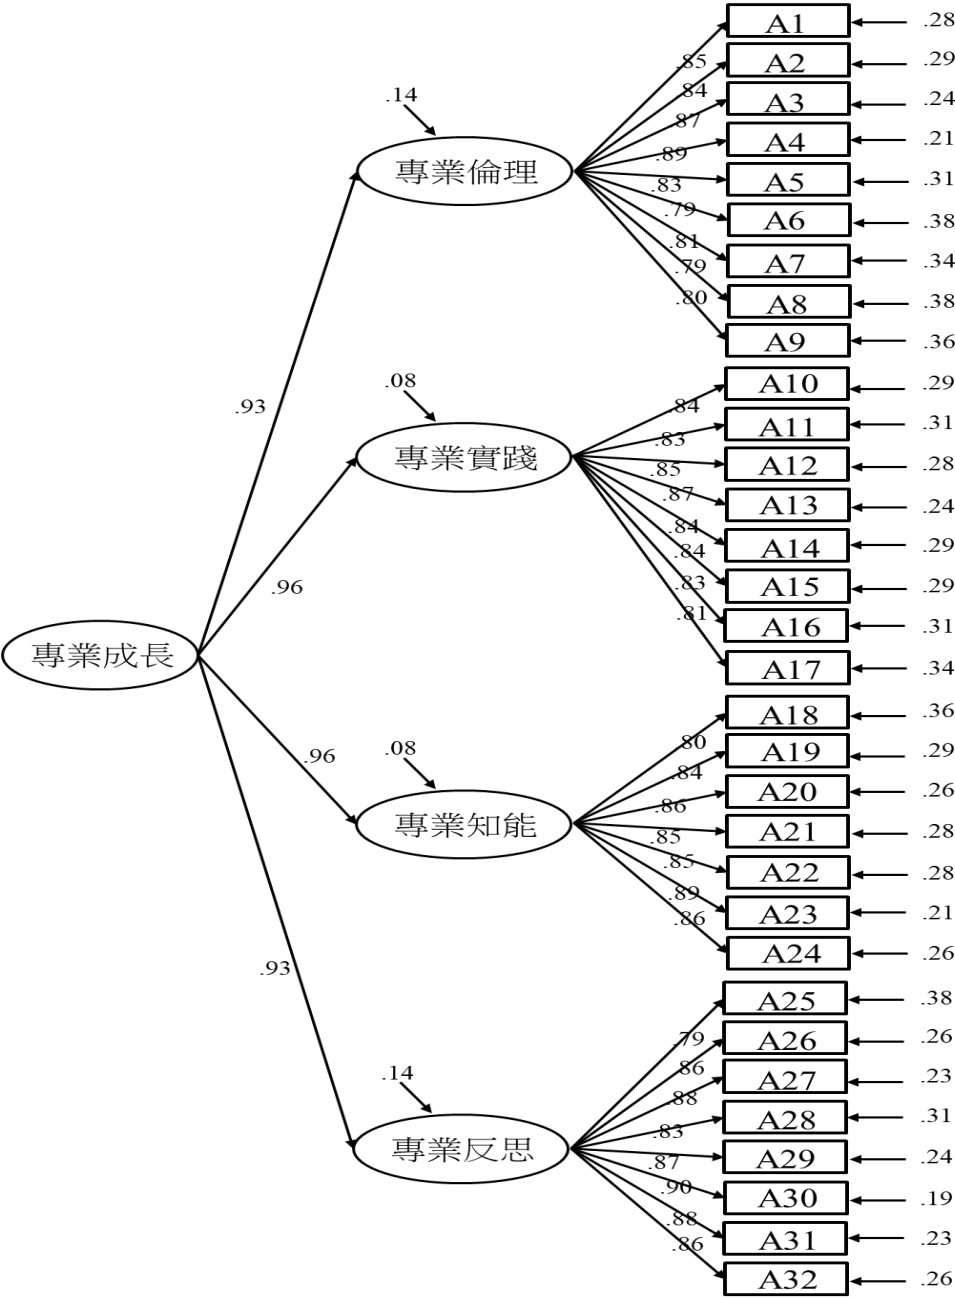 A1 .28
.85
A2 .29
.84
A3 .24
.87
.14
A4 .21
.89
專業倫理
A5 .31
.83
A6 .38
.79
A7 .34
.81
A8 .38
.79
A9 .36
.80
.93
.08
A10 .29
.84
A11 .31
.83
專業實踐
A12 .28
.85
A13 .24
.87
A14 .29
.84
A15 .29
.84
A16 .31
.83
A17 .34
.81
.96
專業成長
A18 .36
.80
.96
.08
A19 .29
.84
A20 .26
.86
專業知能
A21 .28
.85
A22 .28
.85
A23 .21
.89
A24 .26
.86
.93
A25 .38
.79
A26 .26
.86
A27 .23
.88
.14
A28 .31
.83
專業反思
A29 .24
.87
A30 .19
.90
A31 .23
.88
A32 .26
.86